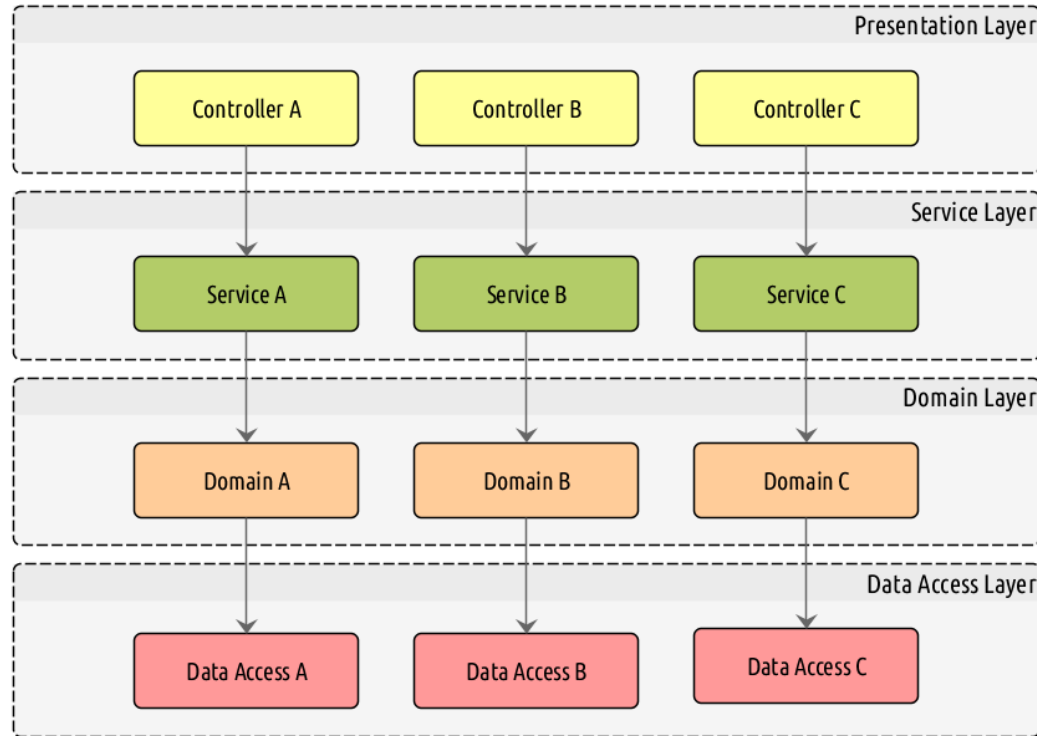 Presentation Layer
Controller A
Controller B
Controller C
Service Layer
Service A
Service B
Service C
Domain Layer
Domain A
Domain B
Domain C
Data Access Layer
Data Access A
Data Access B
Data Access C